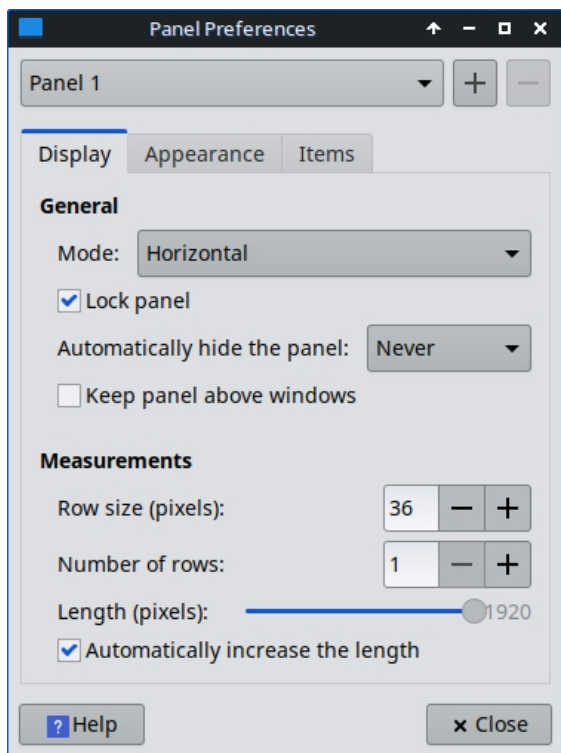 Panel Preferences
Panel 1
Display Appearance Items
General
Mode: Horizontal
Lock panel
Automatically hide the panel: Never
Keep panel above windows
Measurements
Row size (pixels): 36
Number of rows: 1
Length (pixels): 1920
Automatically increase the length
? Help × Close